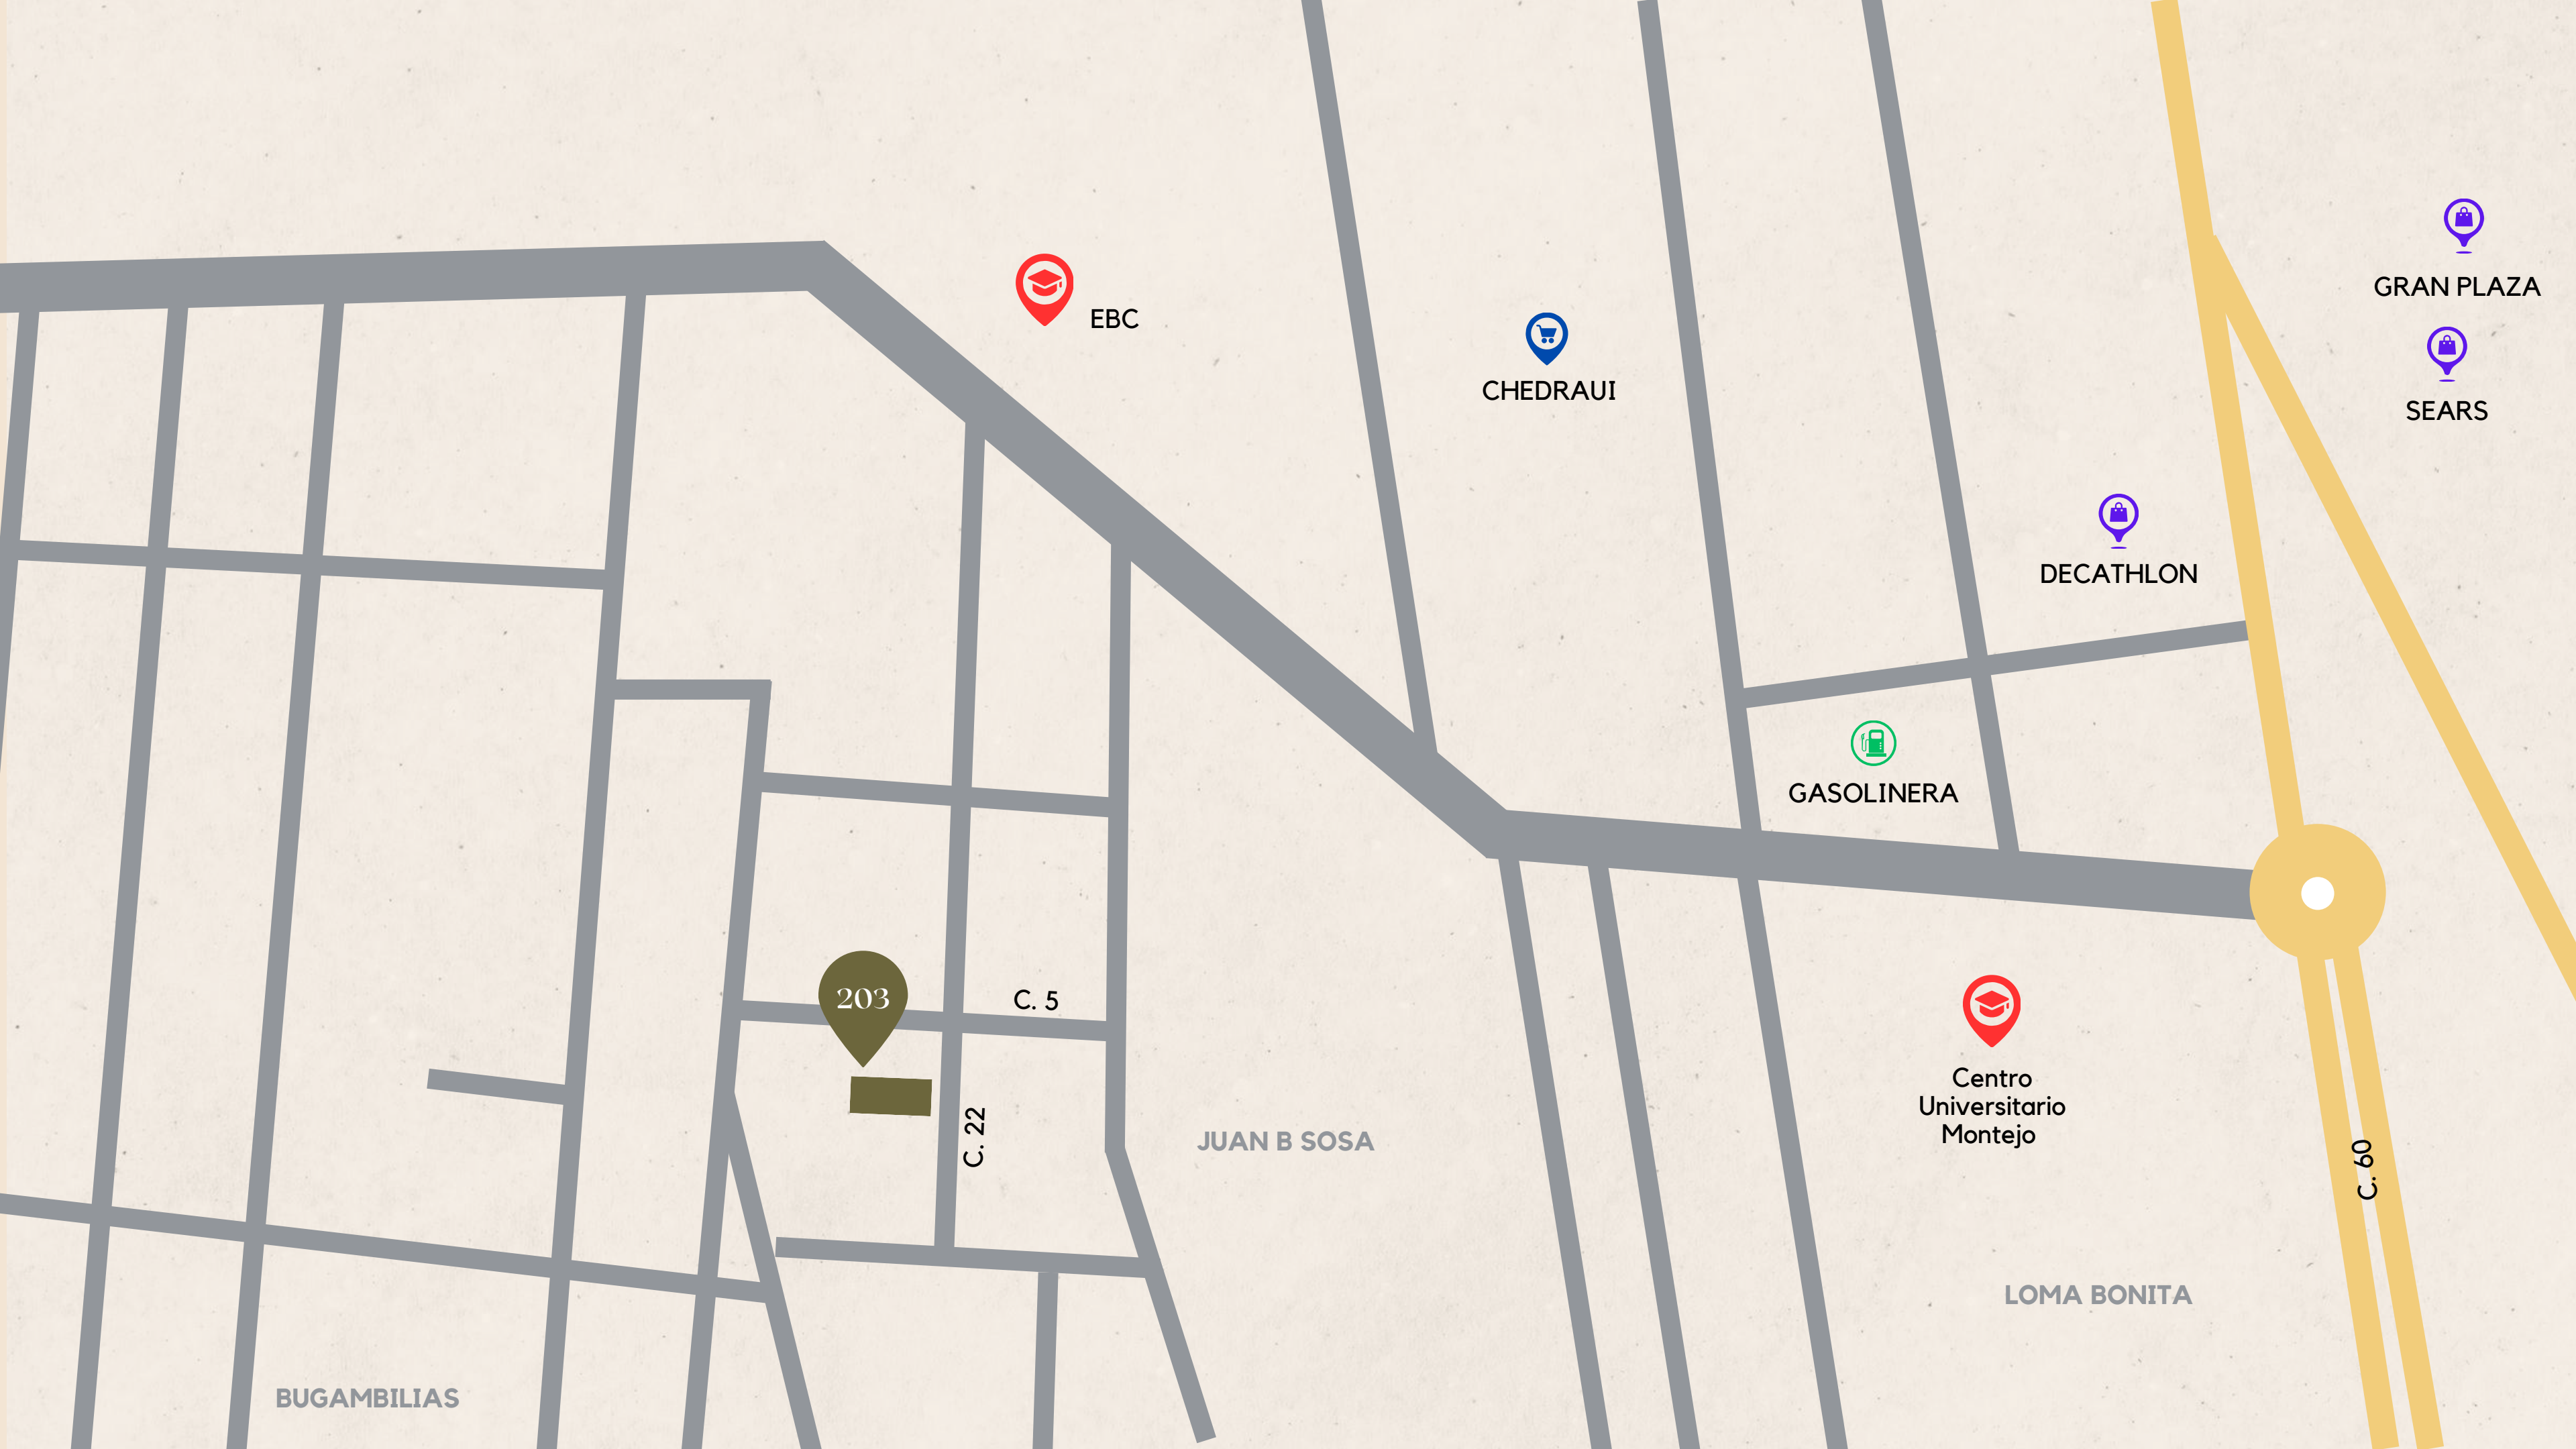 GRAN PLAZA
EBC
CHEDRAUI
SEARS
DECATHLON
GASOLINERA
203
C. 5
C. 22
JUAN B SOSA
Centro
Universitario
Montejo
C. 60
LOMA BONITA
BUGAMBILIAS